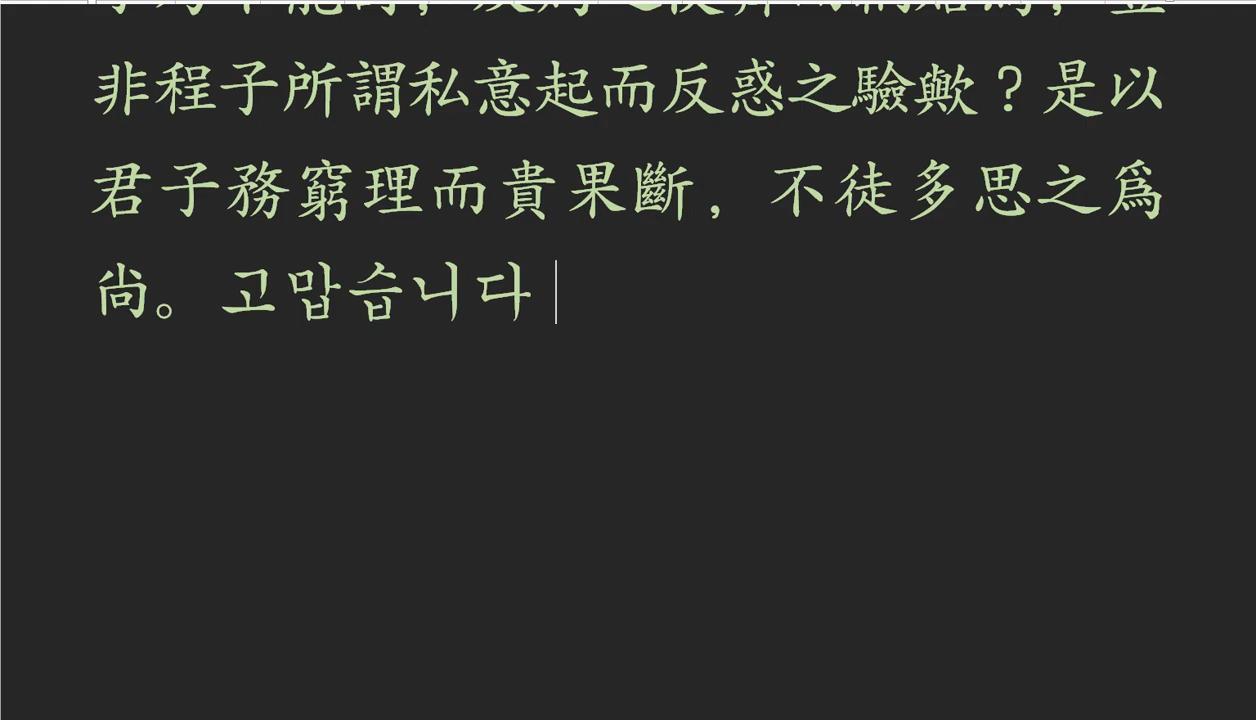 非程子所謂私意起而反惑之驗歟？是以
君子務窮理而貴果斷，不徒多思之爲
尚。고맙습니다